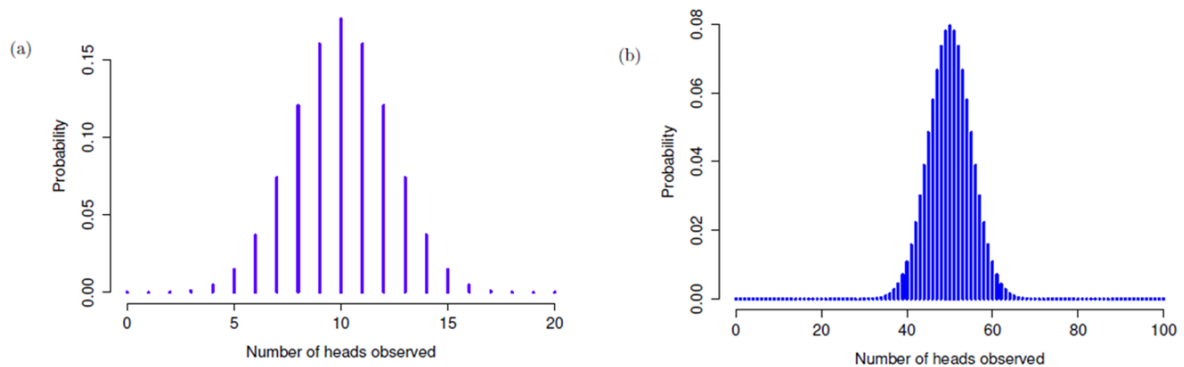 (a)
Probability
0.15
0.10
0.05
0.00
0 5 10 15 20
Number of heads observed
(b)
Probability
0.08
0.06
0.04
0.02
0.00
0 20 40 60 80 100
Number of heads observed